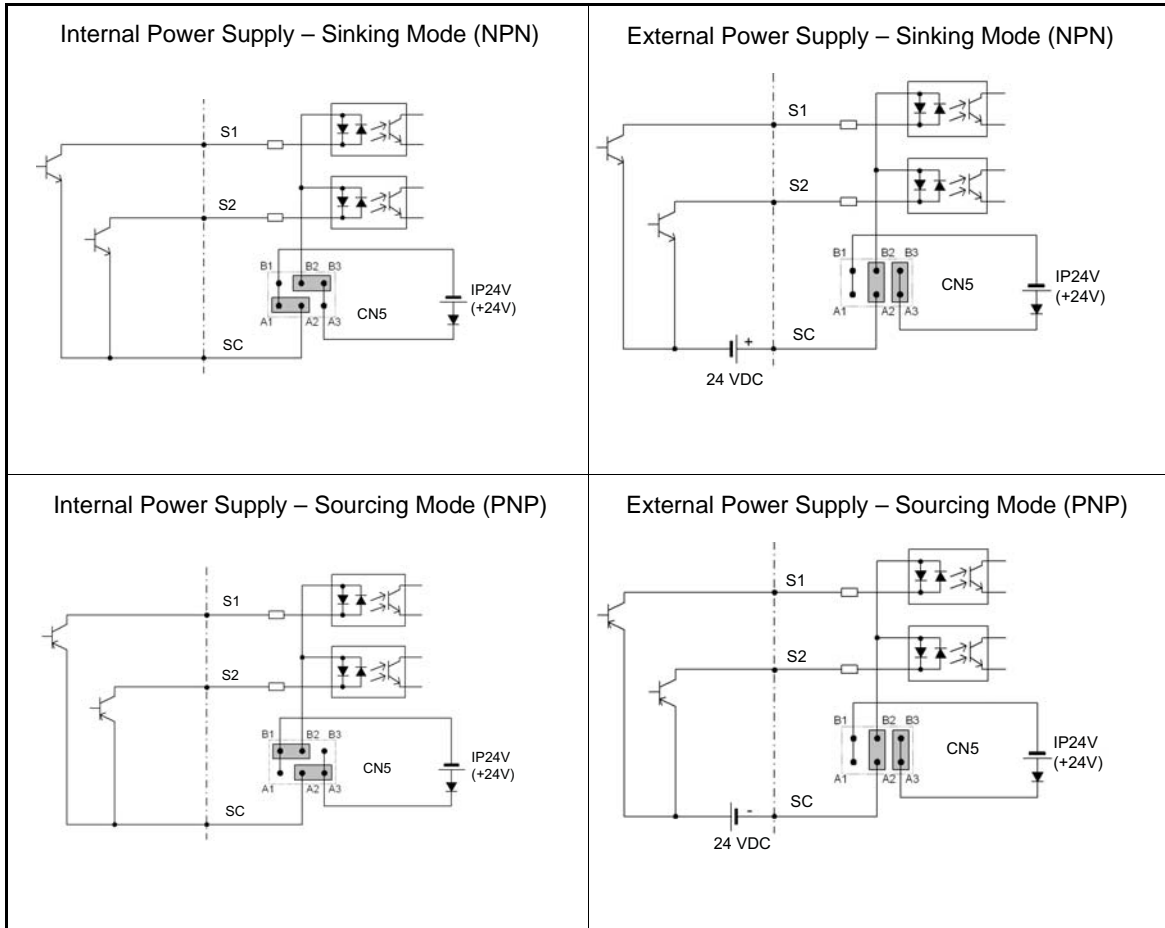 Internal Power Supply – Sinking Mode (NPN)
S1
S2
B1 B2 B3
CN5
IP24V
(+24V)
A1 A2 A3
SC
External Power Supply – Sinking Mode (NPN)
S1
S2
B1 B2 B3
CN5
IP24V
(+24V)
A1 A2 A3
+
SC
24 VDC
Internal Power Supply – Sourcing Mode (PNP)
S1
S2
B1 B2 B3
CN5
IP24V
(+24V)
A1 A2 A3
SC
External Power Supply – Sourcing Mode (PNP)
S1
S2
B1 B2 B3
CN5
IP24V
(+24V)
A1 A2 A3
-
SC
24 VDC